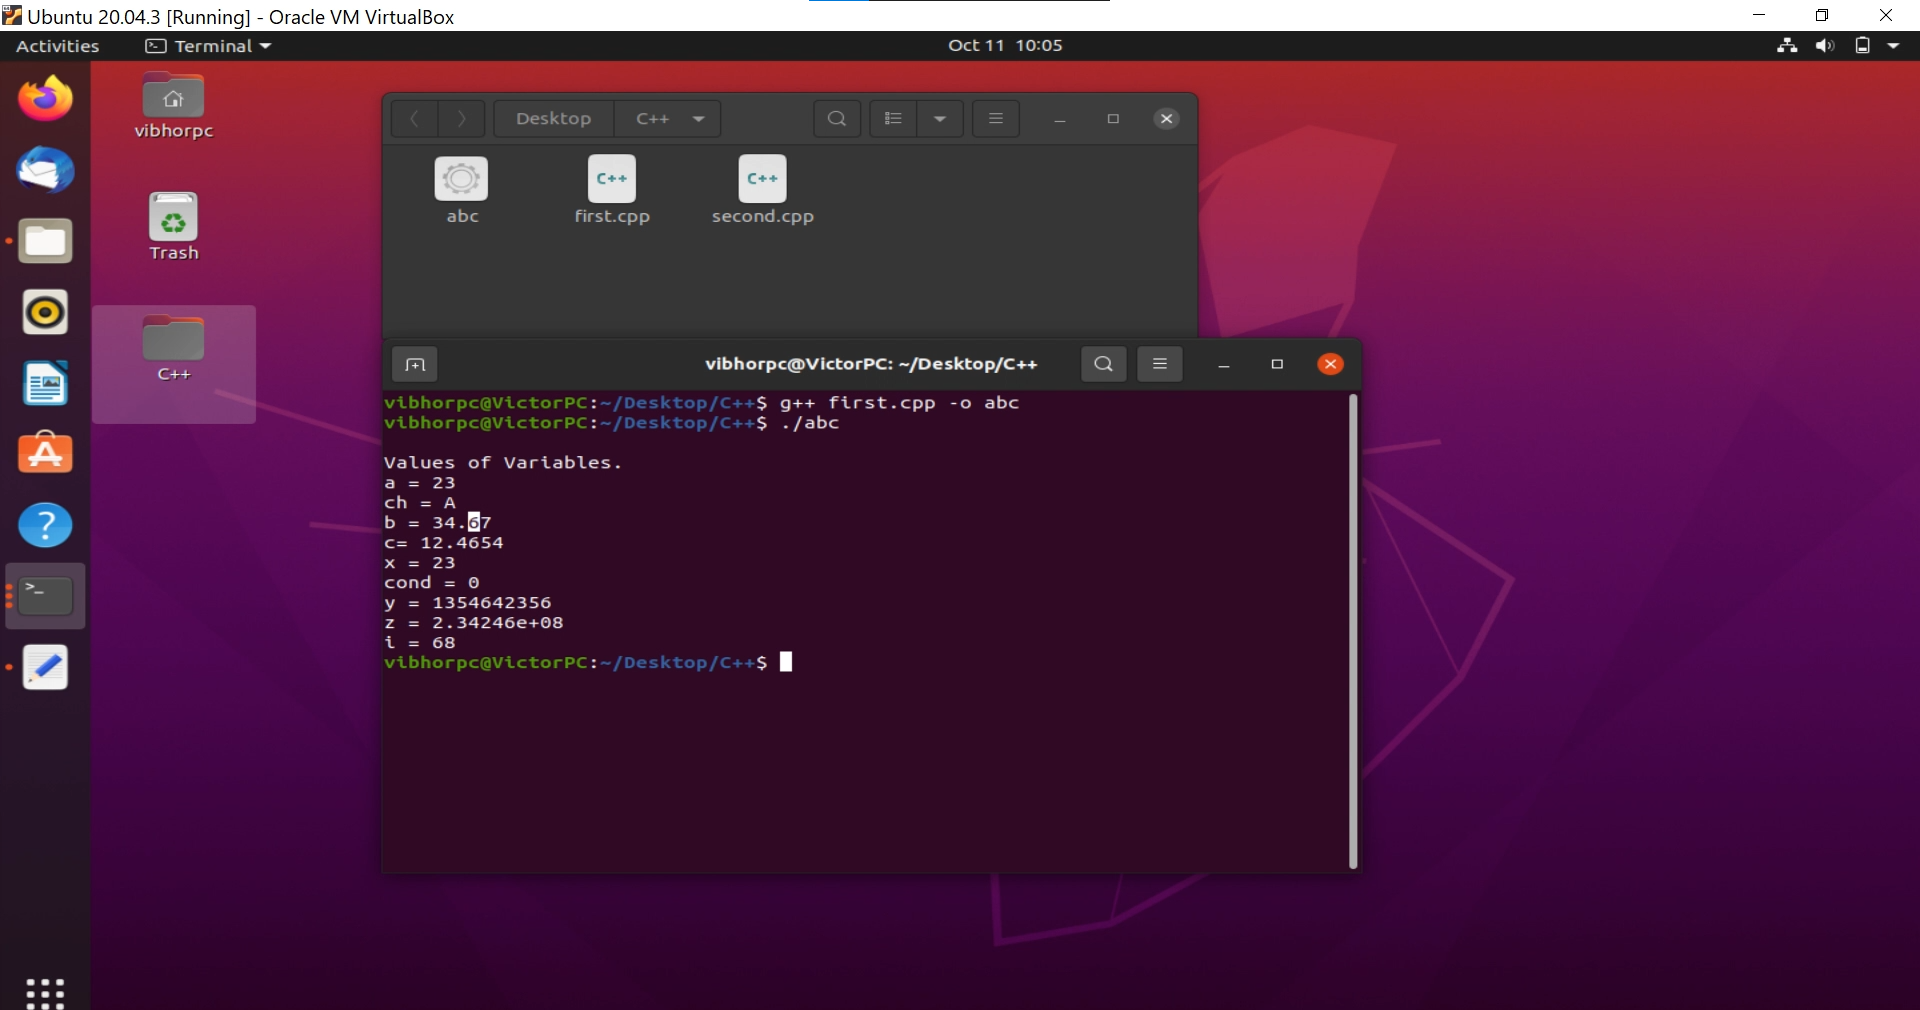 Ubuntu 20.04.3 [Running] - Oracle VM VirtualBox
Activities
Terminal
Oct 11 10:05
vibhorpc
Trash
C++
Desktop
C++
abc
C++
first.cpp
C++
second.cpp
vibhorpc@VictorPC: ~/Desktop/C++
vibhorpc@VictorPC:~/Desktop/C++$ g++ first.cpp -o abc
vibhorpc@VictorPC:~/Desktop/C++$ ./abc
Values of Variables.
a = 23
ch = A
b = 34.67
c= 12.4654
x = 23
cond = 0
y = 1354642356
z = 2.34246e+08
i = 68
vibhorpc@VictorPC:~/Desktop/C++$